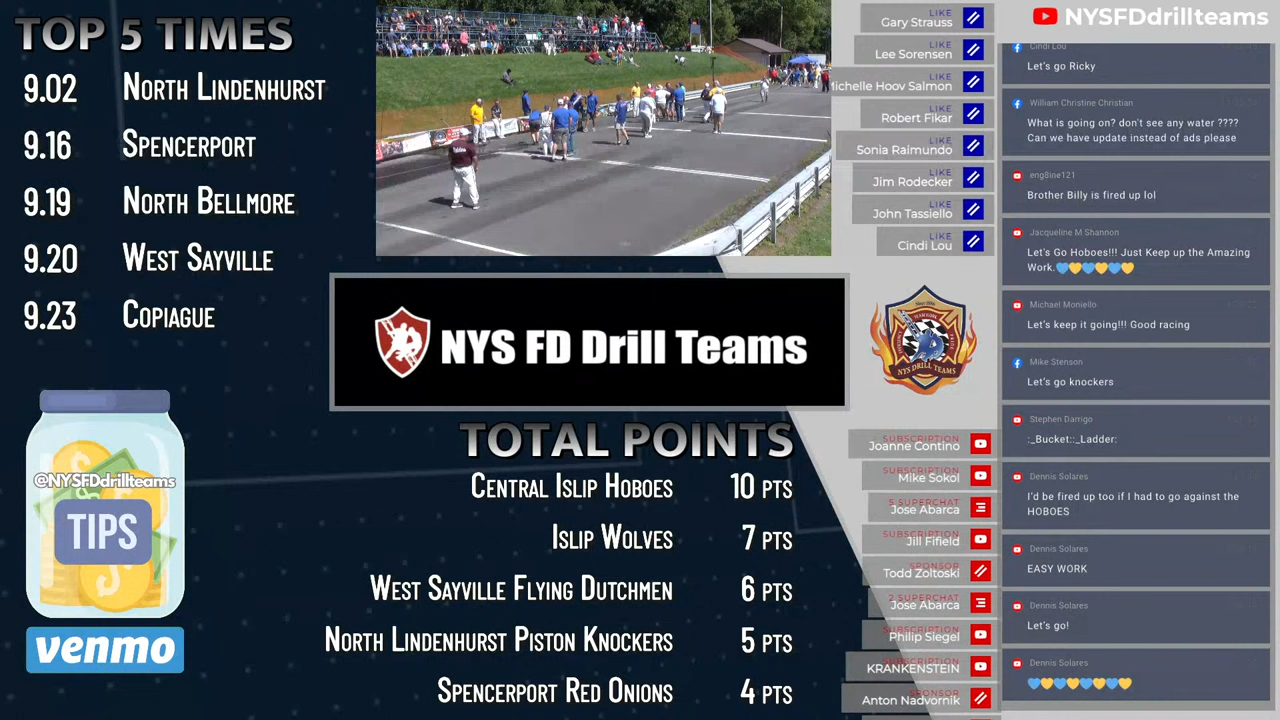 TOP 5 TIMES
9.02 North Lindenhurst
9.16 Spencerport
9.19 North Bellmore
9.20 West Sayville
9.23 Copiague
@NYSFDdrillteams
TIPS
venmo
NYS FD Drill Teams
NYS DRILL TEAMS
TOTAL POINTS
Central Islip Hoboes 10 pts
Islip Wolves 7 pts
West Sayville Flying Dutchmen 6 pts
North Lindenhurst Piston Knockers 5 pts
Spencerport Red Onions 4 pts
LIKE
Gary Strauss
LIKE
Lee Sorensen
LIKE
Michelle Hoov Salmon
LIKE
Robert Fikar
LIKE
Sonia Raimundo
LIKE
Jim Rodecker
LIKE
John Tassiello
LIKE
Cindi Lou
SUBSCRIPTION
Joanne Contino
SUBSCRIPTION
Mike Sokol
5 SUPERCHAT
Jose Abarca
SUBSCRIPTION
Jill Fifield
SPONSOR
Todd Zoltoski
2 SUPERCHAT
Jose Abarca
SUBSCRIPTION
Philip Siegel
SUBSCRIPTION
KRANKENSTEIN
SPONSOR
Anton Nadvornik
NYSFDdrillteams
Cindi Lou
Let's go Ricky
William Christine Christian
What is going on? don't see any water ????
Can we have update instead of ads please
eng8ine121
Brother Billy is fired up lol
Jacqueline M Shannon
Let's Go Hoboes!!! Just Keep up the Amazing
Work.💙💛💙💛💙💛
Michael Moniello
Let's keep it going!!! Good racing
Mike Stenson
Let's go knockers
Stephen Darrigo
:_Bucket::_Ladder:
Dennis Solares
I'd be fired up too if I had to go against the
HOBOES
Dennis Solares
EASY WORK
Dennis Solares
Let's go!
Dennis Solares
💙💛💙💛💙💛💙💛